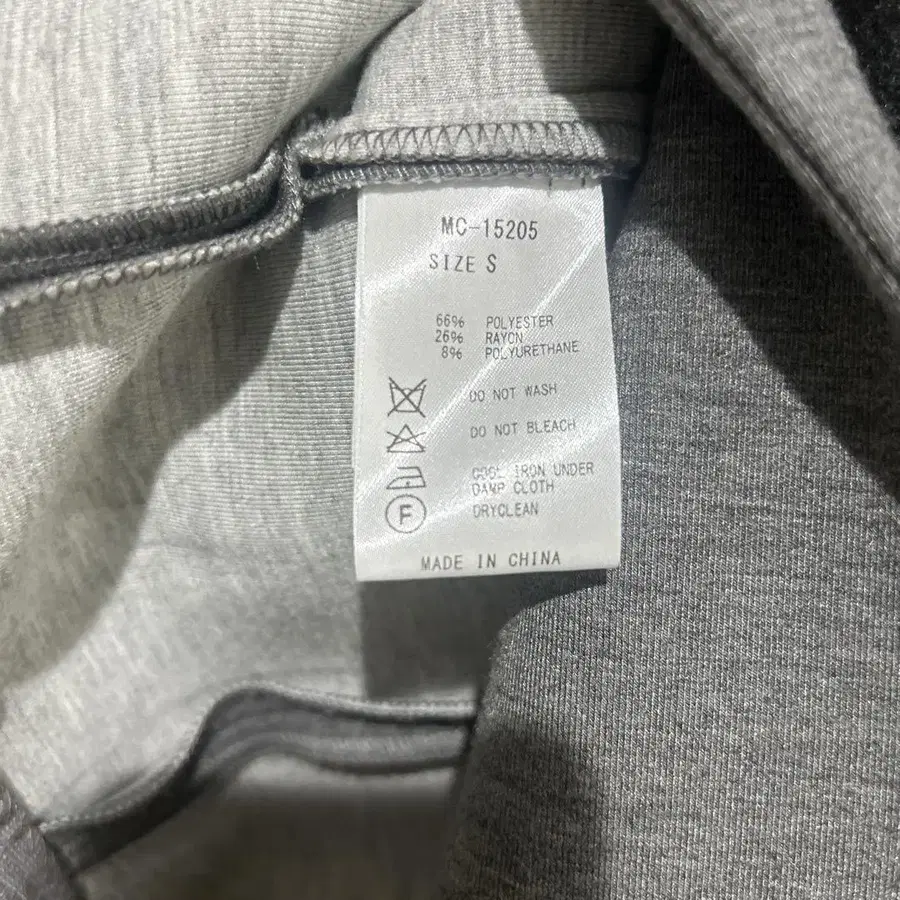 MC-15205
SIZE S
66% POLYESTER
26% RAYON
8% POLYURETHANE
DO NOT WASH
DO NOT BLEACH
COOL IRON UNDER
DAMP CLOTH
F DRYCLEAN
MADE IN CHINA